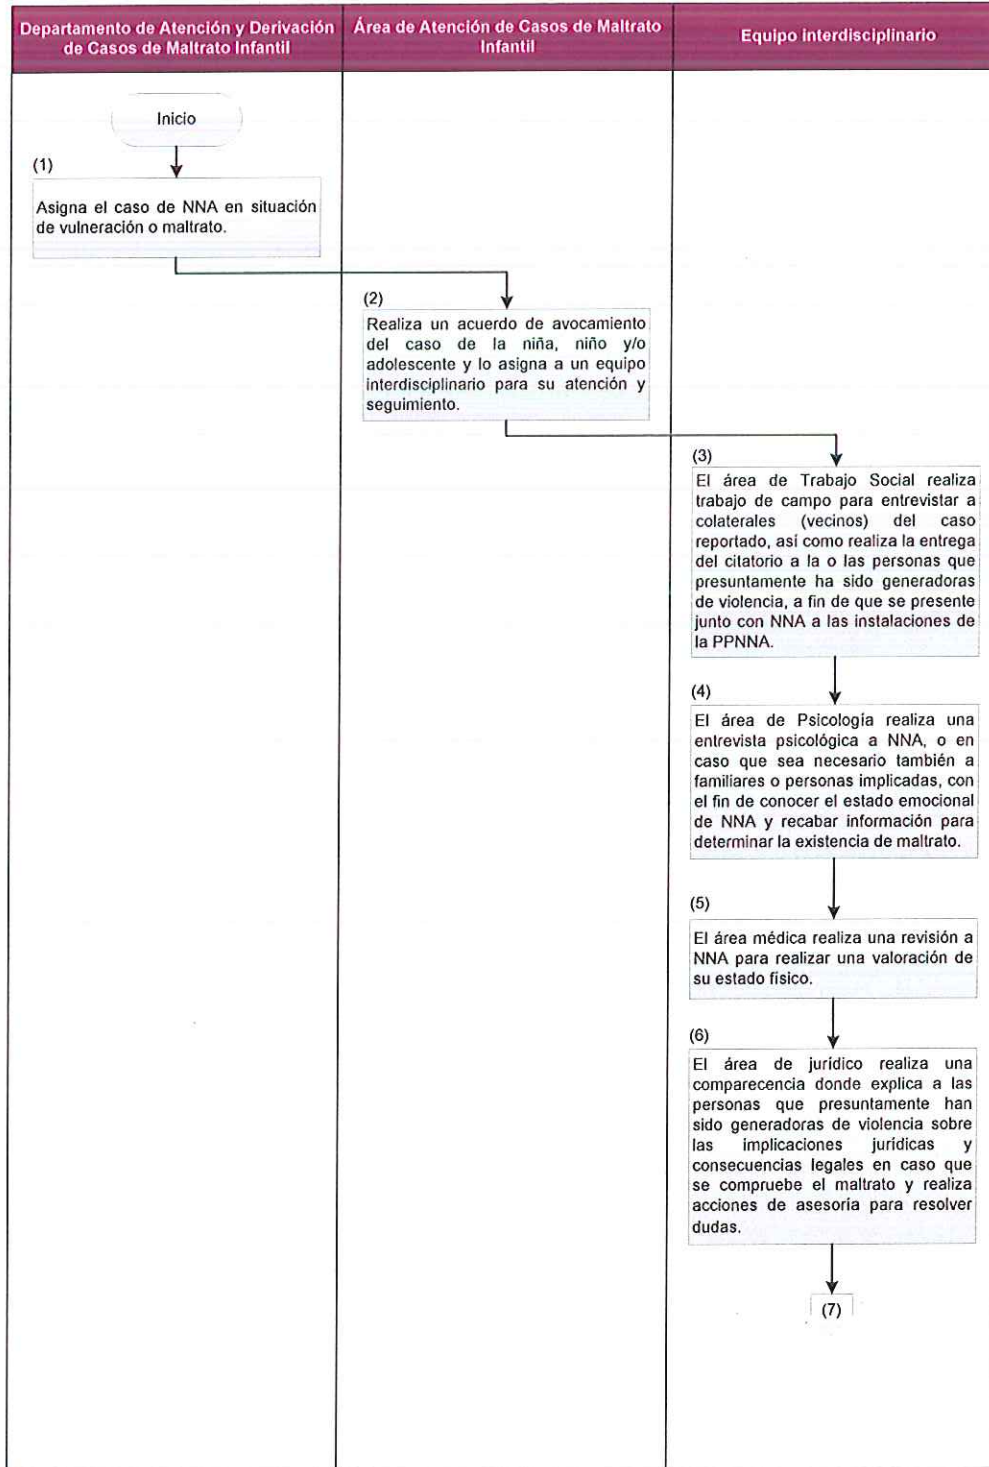 Departamento de Atención y Derivación
de Casos de Maltrato Infantil
Área de Atención de Casos de Maltrato
Infantil
Equipo interdisciplinario
Inicio
(1)
Asigna el caso de NNA en situación
de vulneración o maltrato.
(2)
Realiza un acuerdo de avocamiento
del caso de la niña, niño y/o
adolescente y lo asigna a un equipo
interdisciplinario para su atención y
seguimiento.
(3)
El área de Trabajo Social realiza
trabajo de campo para entrevistar a
colaterales (vecinos) del caso
reportado, así como realiza la entrega
del citatorio a la o las personas que
presuntamente ha sido generadoras
de violencia, a fin de que se presente
junto con NNA a las instalaciones de
la PPNNA.
(4)
El área de Psicología realiza una
entrevista psicológica a NNA, o en
caso que sea necesario también a
familiares o personas implicadas, con
el fin de conocer el estado emocional
de NNA y recabar información para
determinar la existencia de maltrato.
(5)
El área médica realiza una revisión a
NNA para realizar una valoración de
su estado físico.
(6)
El área de jurídico realiza una
comparecencia donde explica a las
personas que presuntamente han
sido generadoras de violencia sobre
las implicaciones jurídicas y
consecuencias legales en caso que
se compruebe el maltrato y realiza
acciones de asesoría para resolver
dudas.
(7)